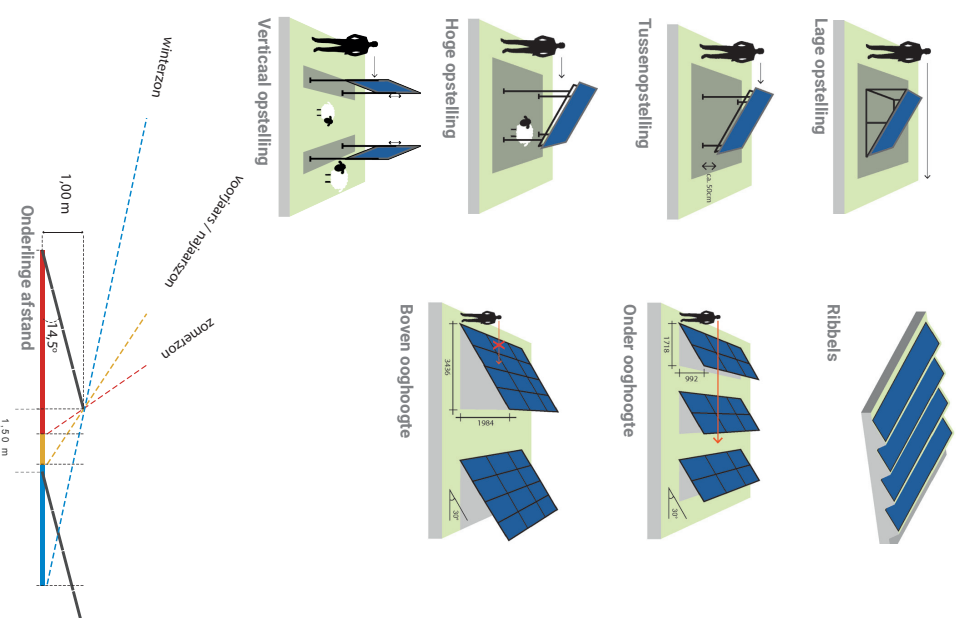 Lage opstelling
Tussenopstelling
ca. 50cm
Hoge opstelling
Verticaal opstelling
Ribbels
Onder ooghoogte
1718
992
30°
Boven ooghoogte
3436
1984
30°
winterzon
voorjaars / najaarszon
zomerzon
1,00 m
14,5°
Onderlinge afstand
1,50 m